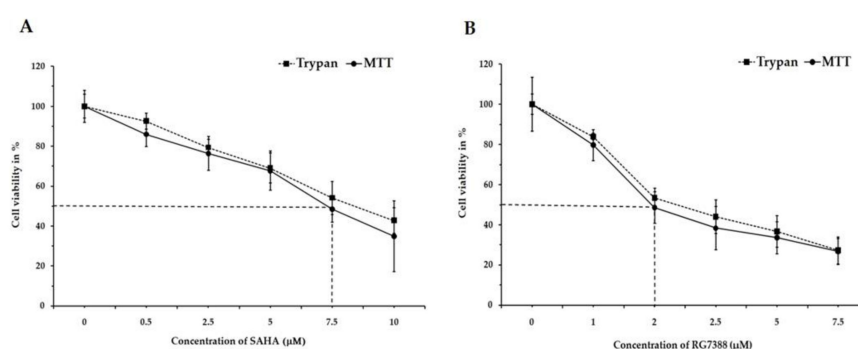 A
Trypan MTT
120
100
80
60
40
20
0
Cell viability in %
0 0.5 2.5 5 7.5 10
Concentration of SAHA (µM)
B
Trypan MTT
120
100
80
60
40
20
0
Cell viability in %
0 1 2 2.5 5 7.5
Concentration of RG7388 (µM)